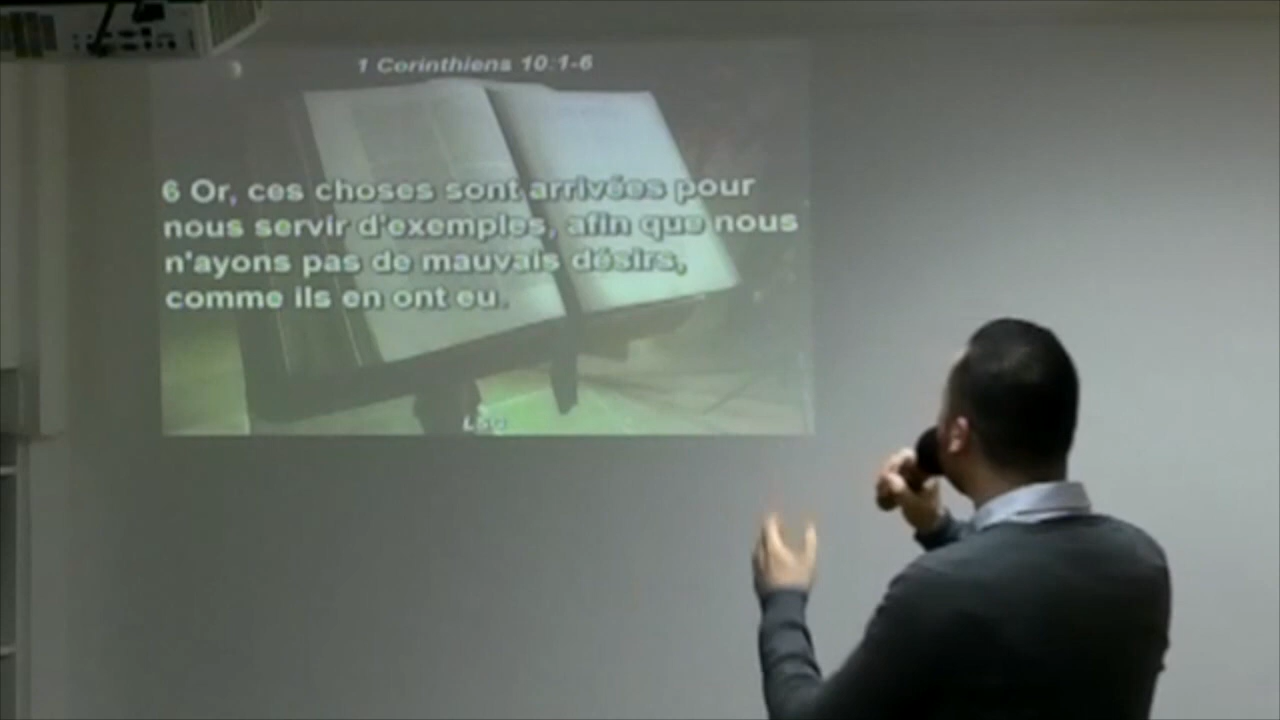 1 Corinthiens 10:1-6
6 Or, ces choses sont arrivées pour
nous servir d'exemples, afin que nous
n'ayons pas de mauvais désirs,
comme ils en ont eu.